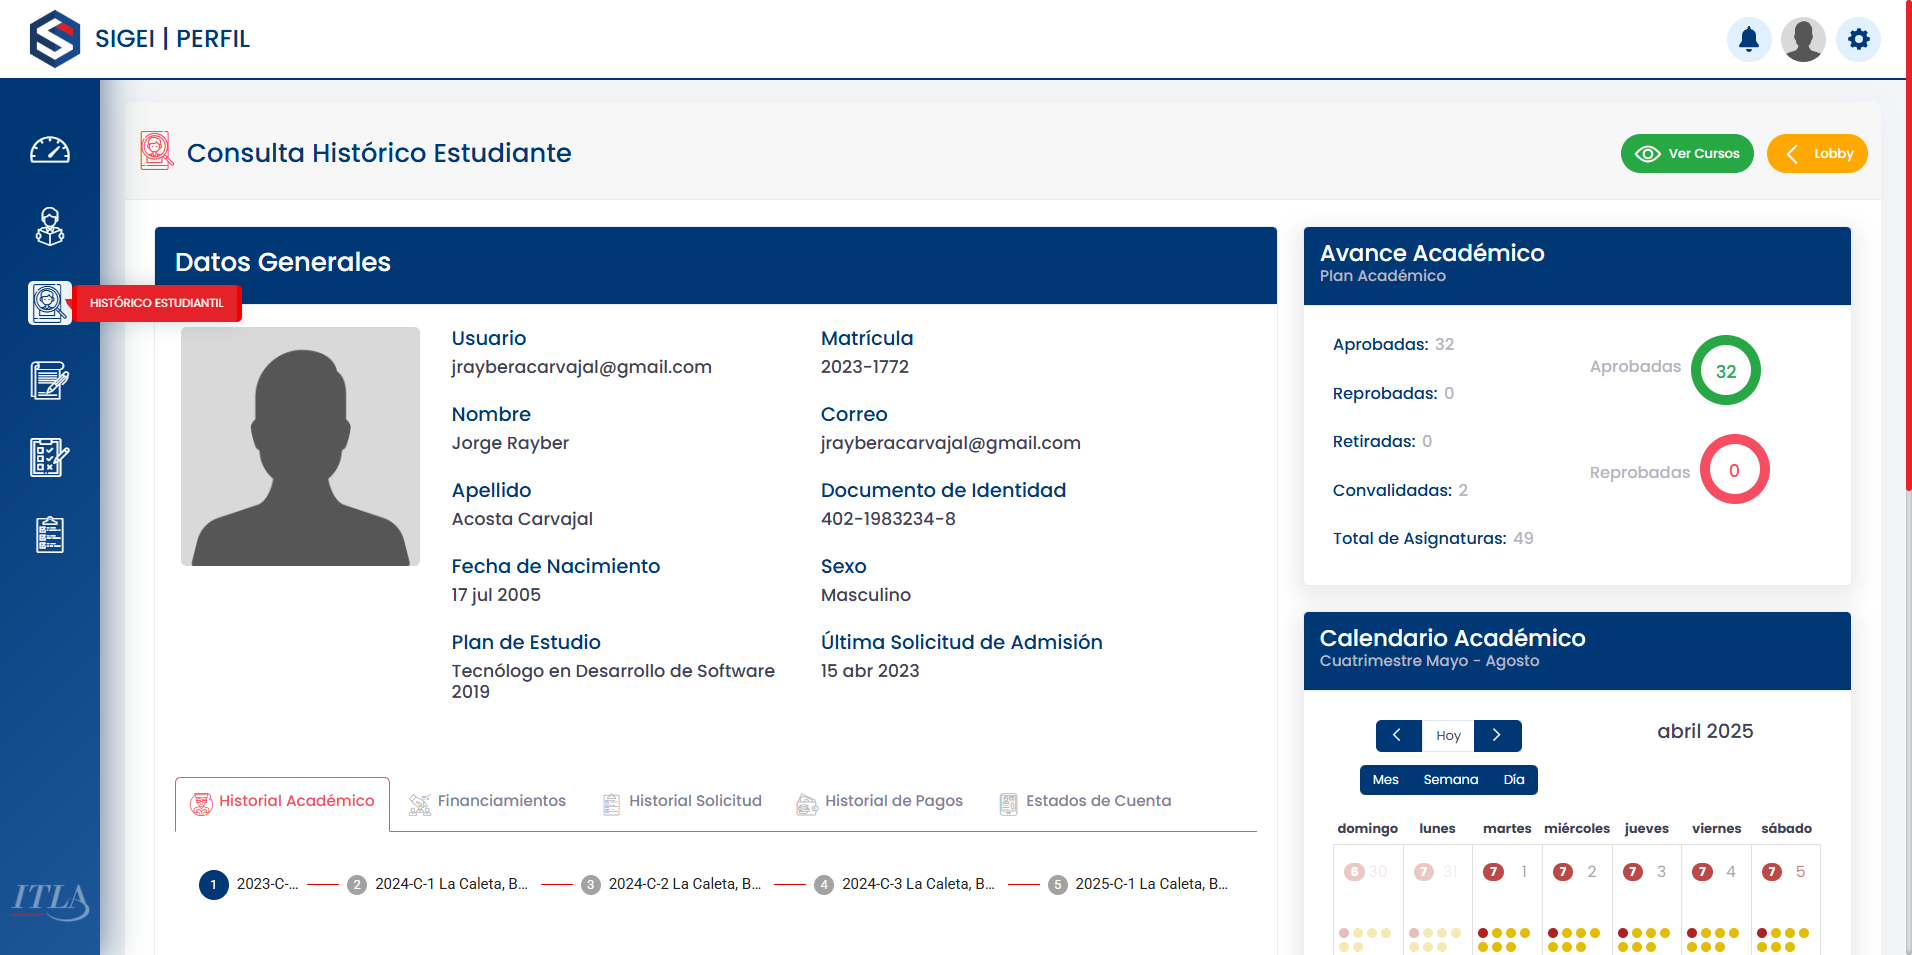 SIGEI | PERFIL
Consulta Histórico Estudiante
Ver Cursos
Lobby
HISTÓRICO ESTUDIANTIL
Datos Generales
Usuario
jrayberacarvajal@gmail.com
Matrícula
2023-1772
Nombre
Jorge Rayber
Correo
jrayberacarvajal@gmail.com
Apellido
Acosta Carvajal
Documento de Identidad
402-1983234-8
Fecha de Nacimiento
17 jul 2005
Sexo
Masculino
Plan de Estudio
Tecnólogo en Desarrollo de Software
2019
Última Solicitud de Admisión
15 abr 2023
Historial Académico
Financiamientos
Historial Solicitud
Historial de Pagos
Estados de Cuenta
1 2023-C-...
2 2024-C-1 La Caleta, B...
3 2024-C-2 La Caleta, B...
4 2024-C-3 La Caleta, B...
5 2025-C-1 La Caleta, B...
ITLA
Avance Académico
Plan Académico
Aprobadas: 32
Reprobadas: 0
Retiradas: 0
Convalidadas: 2
Total de Asignaturas: 49
Aprobadas 32
Reprobadas 0
Calendario Académico
Cuatrimestre Mayo - Agosto
Hoy
abril 2025
Mes Semana Día
domingo lunes martes miércoles jueves viernes sábado
6 30 7 31 7 1 7 2 7 3 7 4 7 5